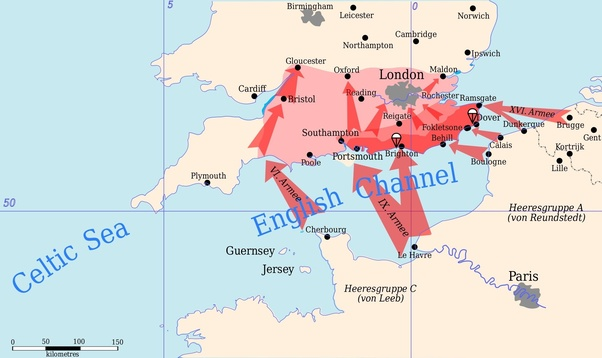 5
0
Birmingham
Leicester
Norwich
Northampton
Cambridge
Ipswich
Gloucester
Oxford
Maldon
London
Cardiff
Bristol
Reading
Rochester
Ramsgate
XVI. Armee
Reigate
Dover
Brugge
Southampton
Folketsone
Dunkerque
Gent
Behill
Calais
Portsmouth
Brighton
Kortrijk
Poole
Boulogne
Lille
Plymouth
VI. Armee
English Channel
IX. Armee
50
Heeresgruppe A
(von Reundstedt)
Celtic Sea
Cherbourg
Guernsey
Le Havre
Jersey
Paris
Heeresgruppe C
(von Leeb)
0 50 100 150
kilometres